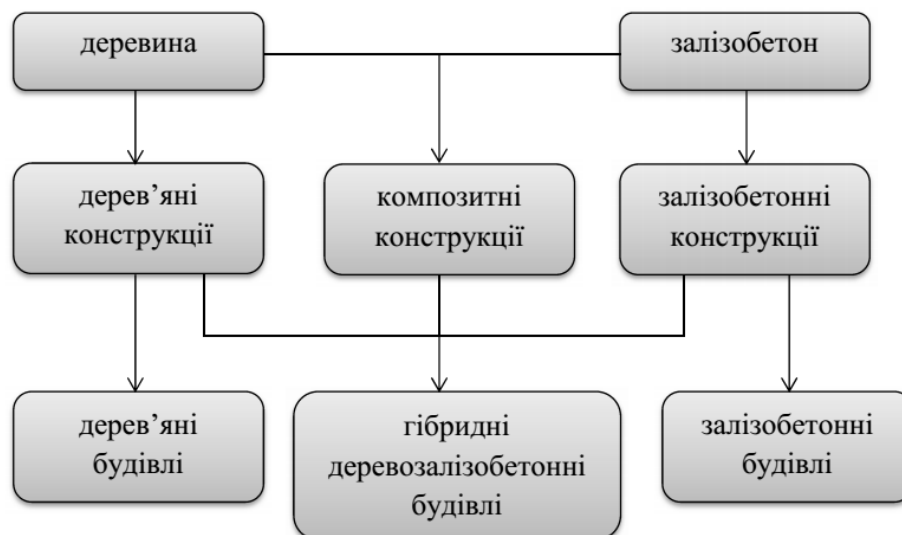 деревина
залізобетон
дерев’яні
конструкції
композитні
конструкції
залізобетонні
конструкції
дерев’яні
будівлі
гібридні
деревозалізобетонні
будівлі
залізобетонні
будівлі